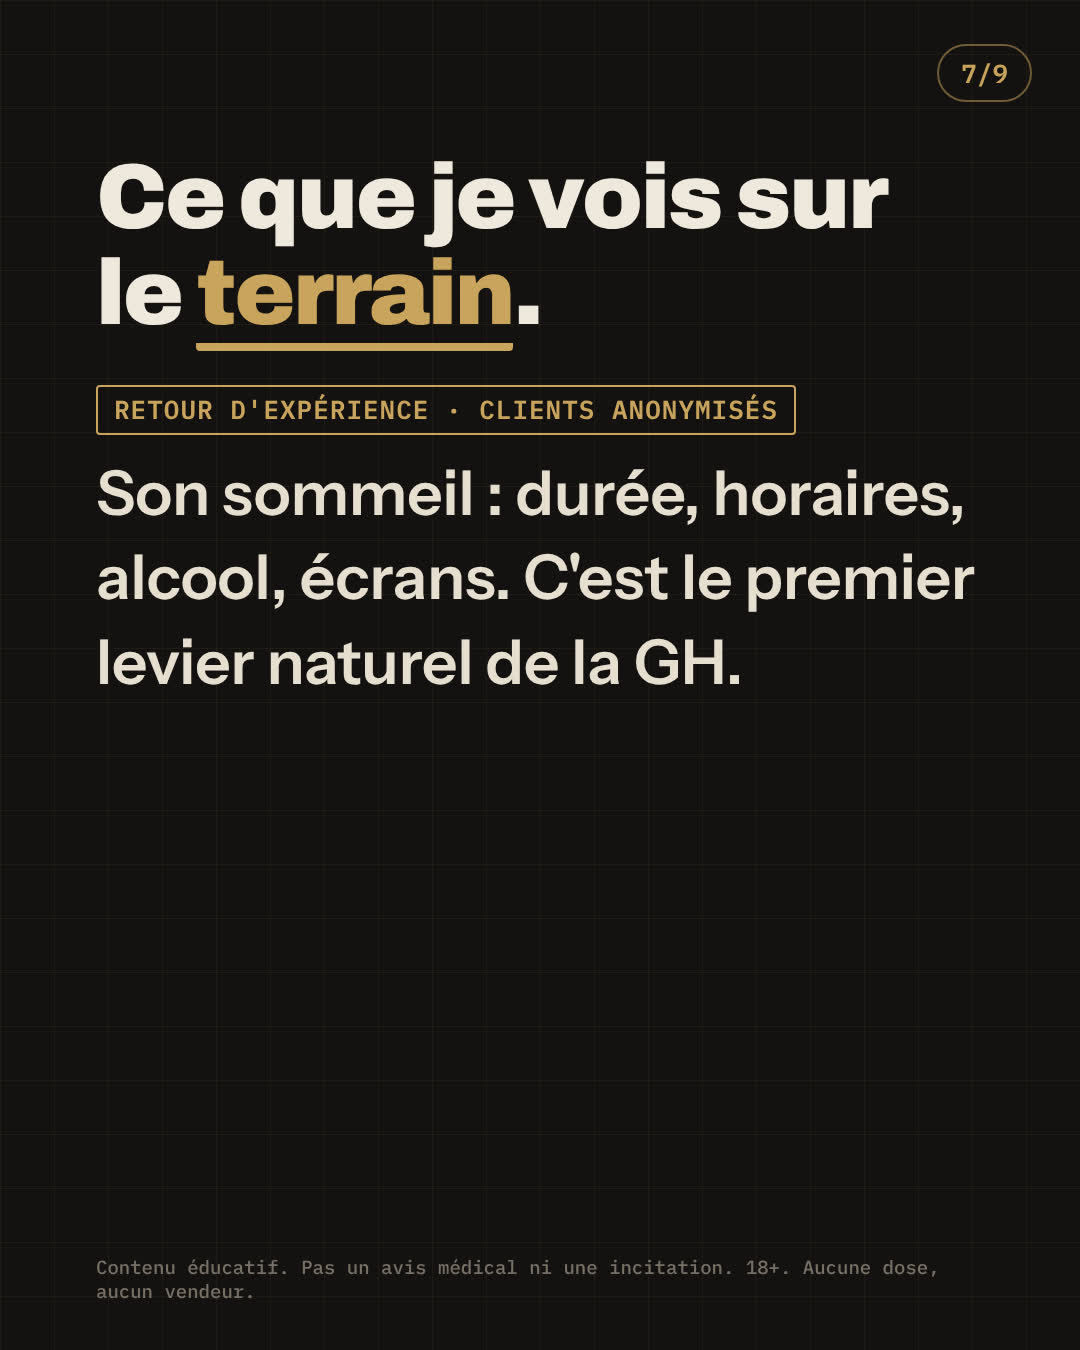 7/9
Ce que je vois sur
le terrain.
RETOUR D'EXPÉRIENCE · CLIENTS ANONYMISÉS
Son sommeil : durée, horaires,
alcool, écrans. C'est le premier
levier naturel de la GH.
Contenu éducatif. Pas un avis médical ni une incitation. 18+. Aucune dose,
aucun vendeur.